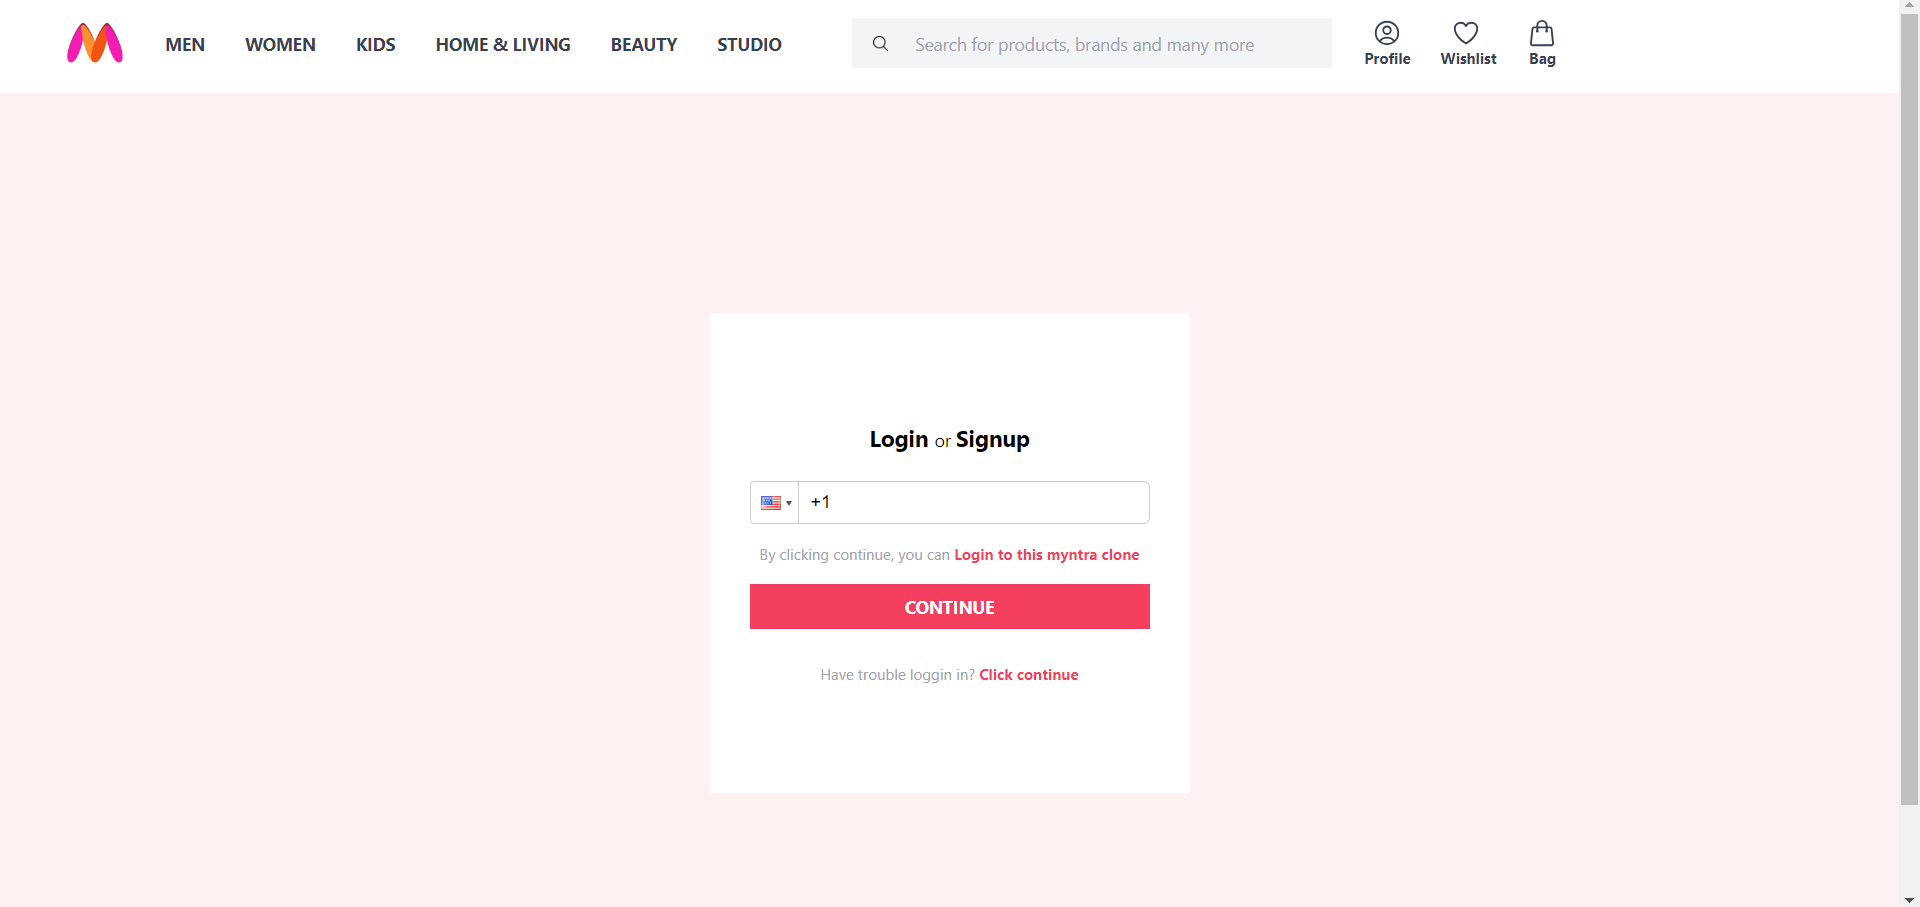 MEN WOMEN KIDS HOME & LIVING BEAUTY STUDIO Search for products, brands and many more Profile Wishlist Bag
Login or Signup
+1
By clicking continue, you can Login to this myntra clone
CONTINUE
Have trouble loggin in? Click continue